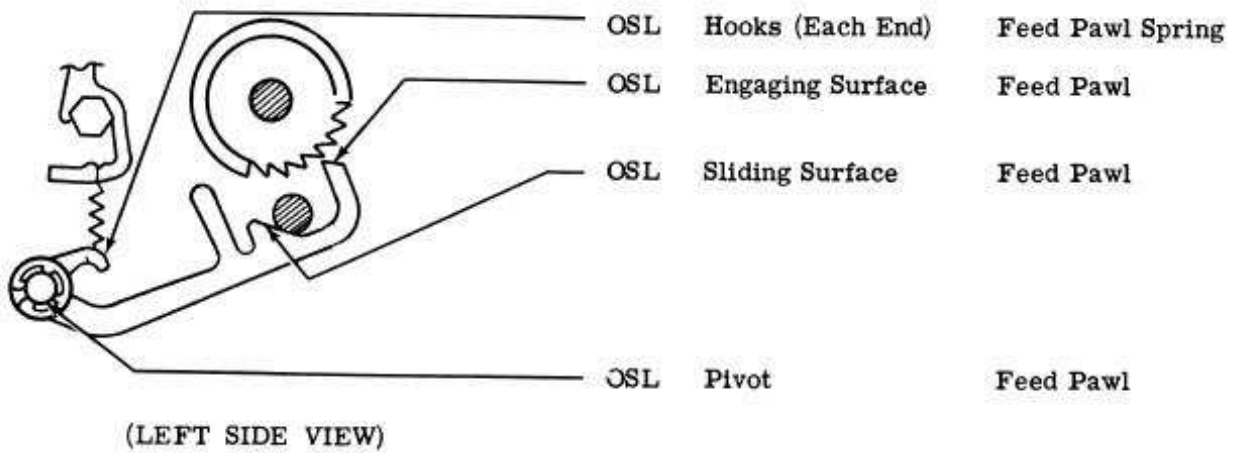 OSL Hooks (Each End) Feed Pawl Spring
OSL Engaging Surface Feed Pawl
OSL Sliding Surface Feed Pawl
OSL Pivot Feed Pawl
(LEFT SIDE VIEW)